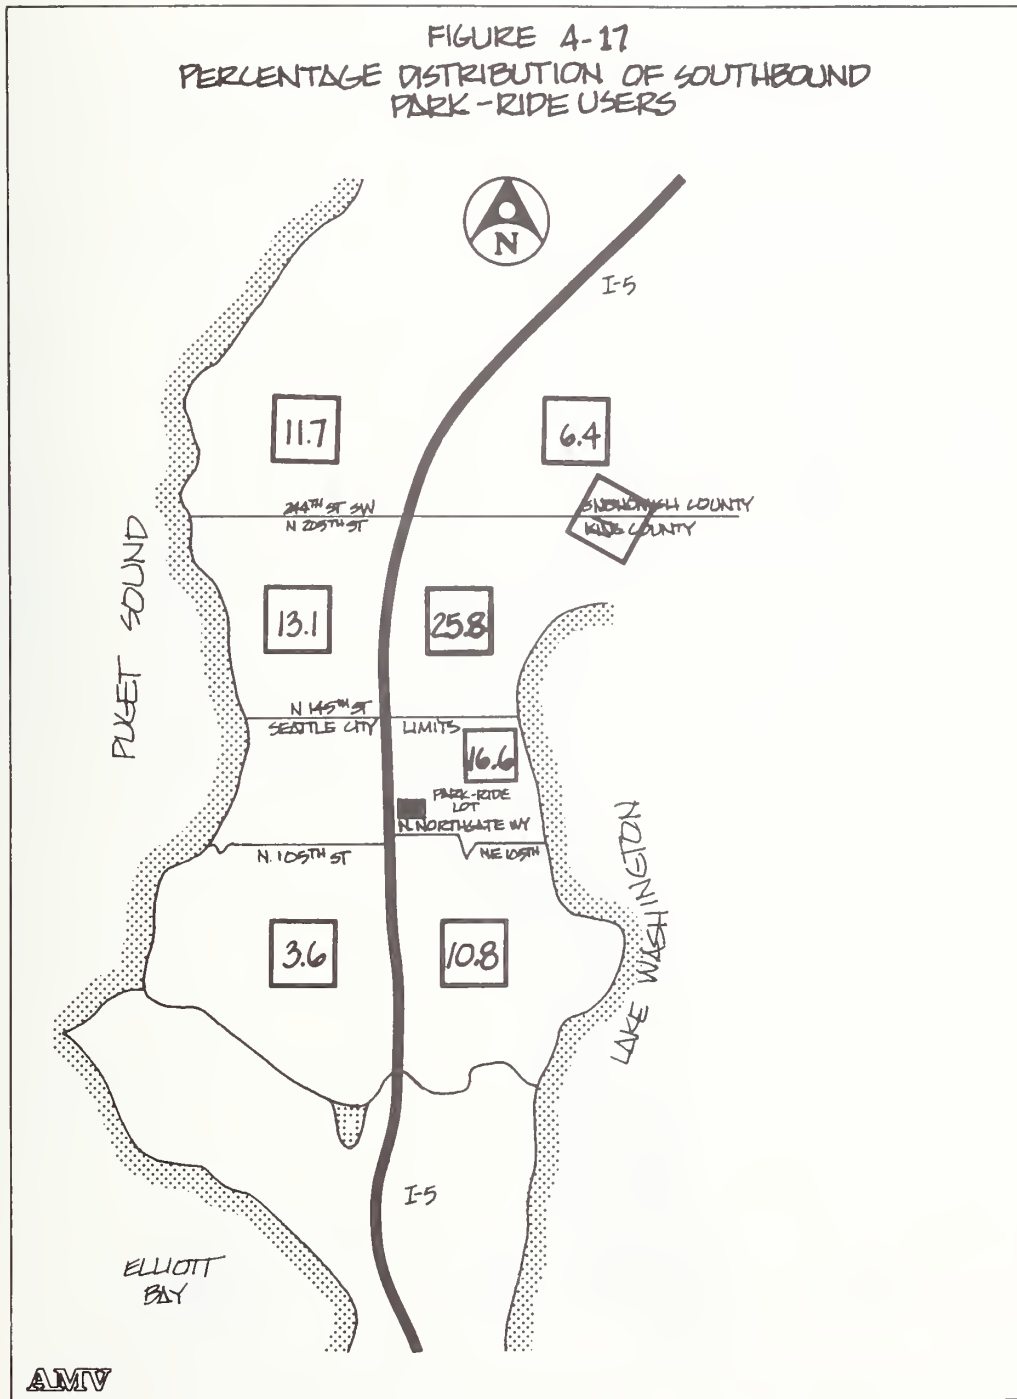 FIGURE 4-17
PERCENTAGE DISTRIBUTION OF SOUTHBOUND
PARK-RIDE USERS
N
I-5
11.7
6.4
244TH ST SW
SNOHOMISH COUNTY
N 205TH ST
KING COUNTY
PUGET SOUND
13.1
25.8
N 145TH ST
SEATTLE CITY LIMITS
16.6
PARK-RIDE
LOT
N. NORTHGATE WY
N. 105TH ST
N.E 105TH
LAKE WASHINGTON
3.6
10.8
I-5
ELLIOTT
BAY
AMV